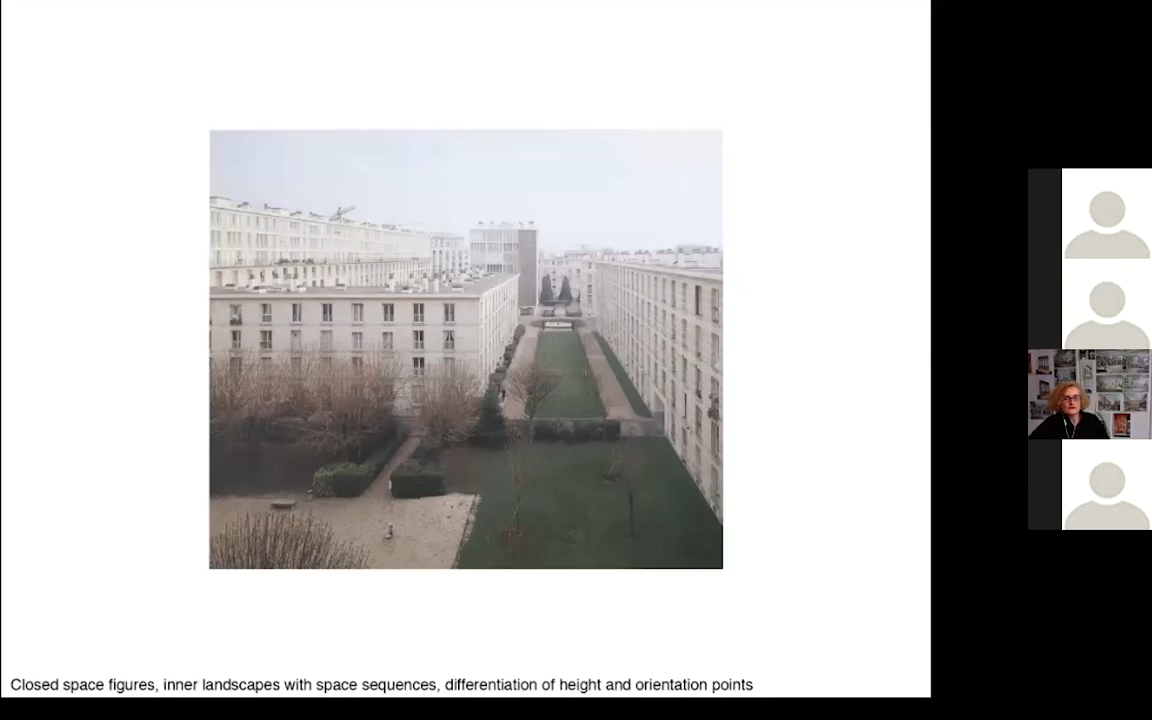 Closed space figures, inner landscapes with space sequences, differentiation of height and orientation points